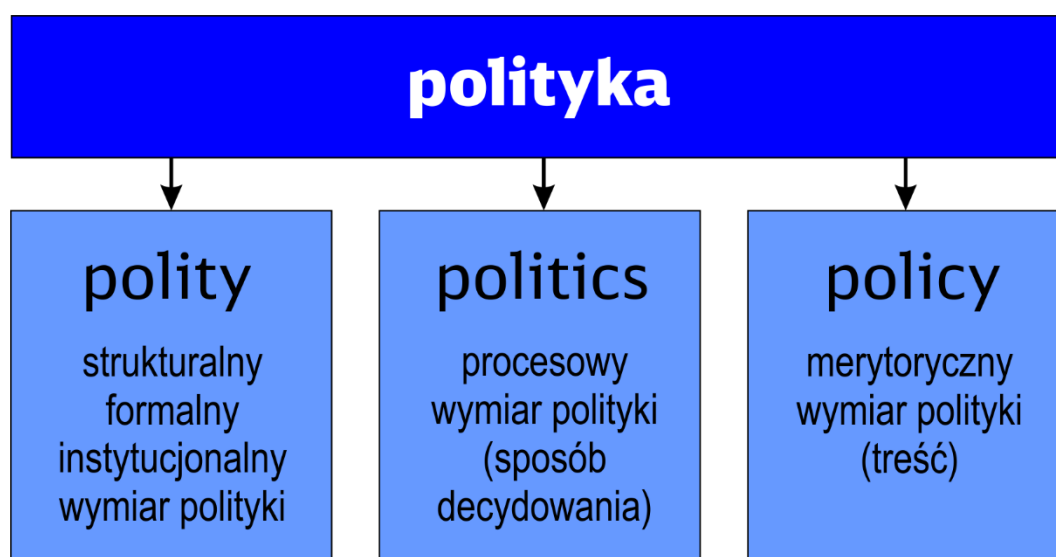 polityka
polity
strukturalny
formalny
instytucjonalny
wymiar polityki
politics
procesowy
wymiar polityki
(sposób
decydowania)
policy
merytoryczny
wymiar polityki
(treść)